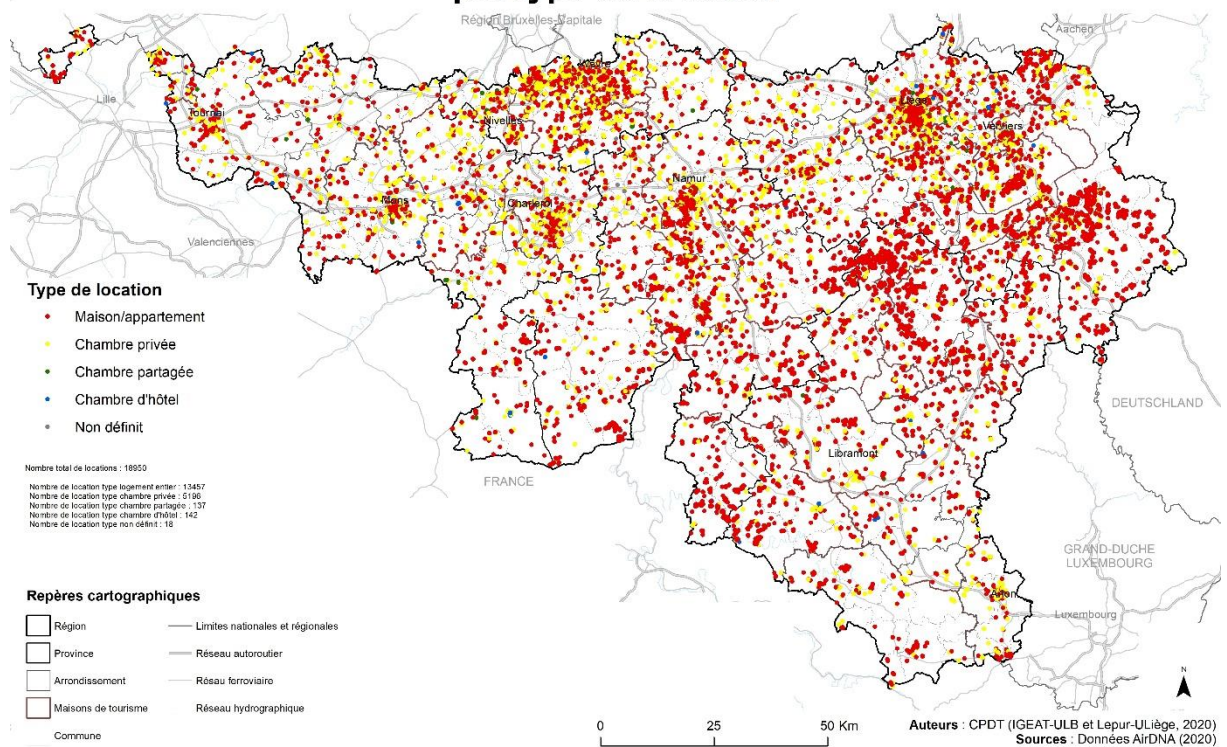 Région Bruxelles-Capitale
Aachen
Lille
Tournai
Wavre
Nivelles
Liège
Verviers
Namur
Mons
Charleroi
Valenciennes
Type de location
Maison/appartement
Chambre privée
Chambre partagée
Chambre d'hôtel
Non définit
DEUTSCHLAND
Libramont
FRANCE
Nombre total de locations : 18950
Nombre de location type logement entier : 13457
Nombre de location type chambre privée : 5196
Nombre de location type chambre partagée : 137
Nombre de location type chambre d'hôtel : 142
Nombre de location type non définit : 18
GRAND-DUCHE
LUXEMBOURG
Arlon
Luxembourg
Repères cartographiques
Région
Limites nationales et régionales
Province
Réseau autoroutier
Arrondissement
Résau ferroviaire
Maisons de tourisme
Réseau hydrographique
Commune
N
0 25 50 Km
Auteurs : CPDT (IGEAT-ULB et Lepur-ULiège, 2020)
Sources : Données AirDNA (2020)